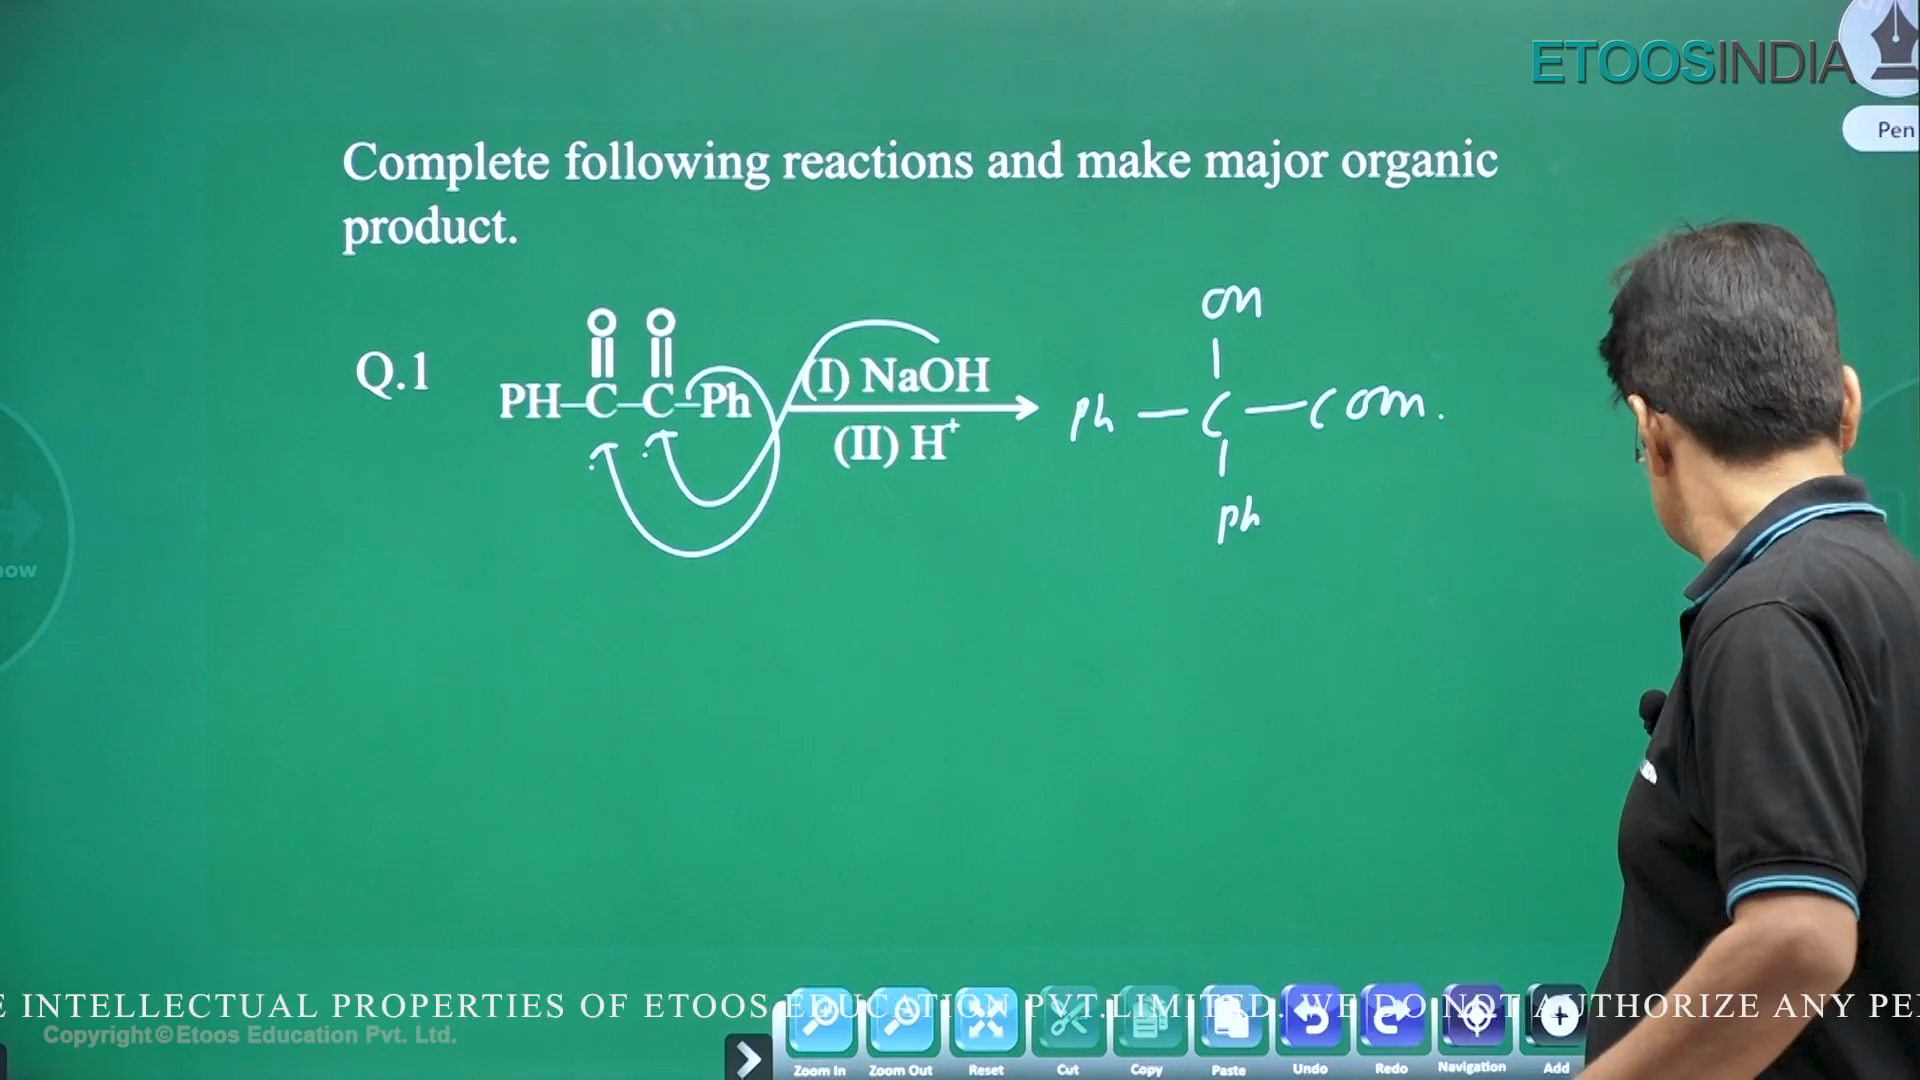 ETOOSINDIA
Pen
Complete following reactions and make major organic
product.
Q.1
O O
PH–C–C–Ph
(I) NaOH
(II) H+
OH
Ph — C — COOH.
Ph
now
E INTELLECTUAL PROPERTIES OF ETOOS EDUCATION PVT.LIMITED. WE DO NOT AUTHORIZE ANY PE
Copyright©Etoos Education Pvt. Ltd.
Zoom In Zoom Out Reset Cut Copy Paste Undo Redo Navigation Add